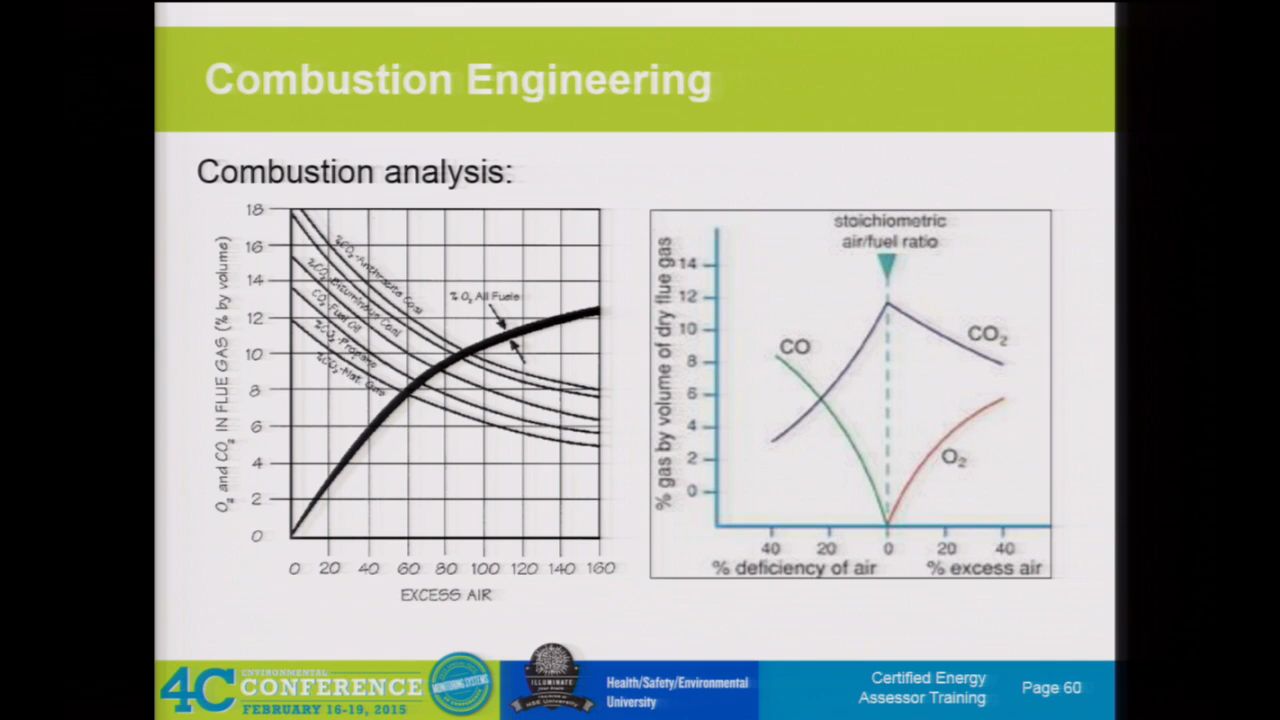 Combustion Engineering
Combustion analysis:
O₂ and CO₂ IN FLUE GAS (% by volume)
18
16
14
12
10
8
6
4
2
0
%CO₂-Anthracite Coal
%CO₂-Bituminous Coal
CO₂-Fuel Oil
%CO₂-Propane
%CO₂-Nat. Gas
% O₂ All Fuels
0 20 40 60 80 100 120 140 160
EXCESS AIR
stoichiometric
air/fuel ratio
% gas by volume of dry flue gas
14
12
10
8
6
4
2
0
CO
CO₂
O₂
40 20 0 20 40
% deficiency of air % excess air
4C ENVIRONMENTAL
CONFERENCE
FEBRUARY 16-19, 2015
MONITORING SYSTEMS
ILLUMINATE
HSE University
Health/Safety/Environmental
University
Certified Energy
Assessor Training
Page 60